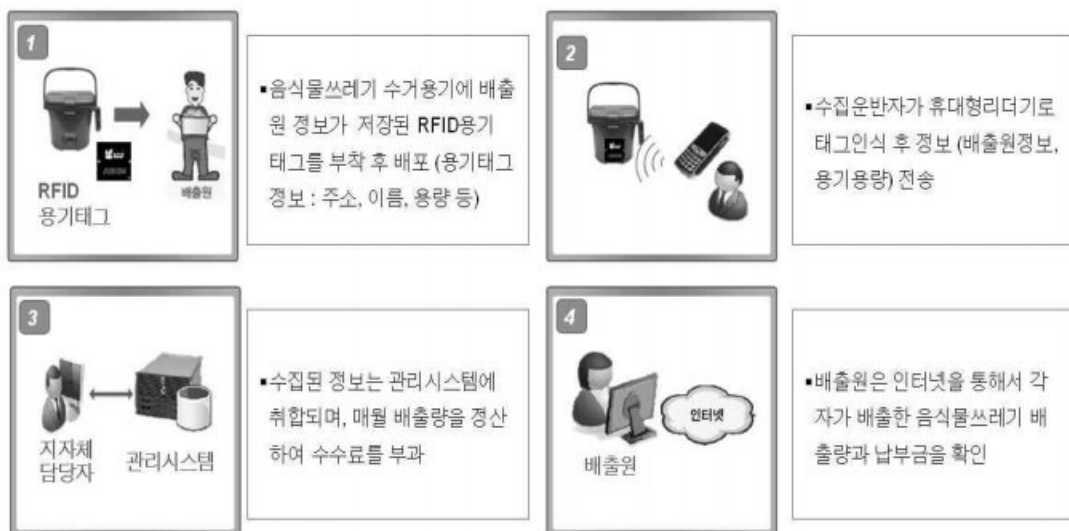 1
RFID
용기태그
배출원
▪음식물쓰레기 수거용기에 배출
원 정보가 저장된 RFID용기
태그를 부착 후 배포 (용기태그
정보 : 주소, 이름, 용량 등)
2
▪수집운반자가 휴대형리더기로
태그인식 후 정보 (배출원정보,
용기용량) 전송
3
지자체
담당자
관리시스템
▪수집된 정보는 관리시스템에
취합되며, 매월 배출량을 정산
하여 수수료를 부과
4
인터넷
배출원
▪배출원은 인터넷을 통해서 각
자가 배출한 음식물쓰레기 배
출량과 납부금을 확인